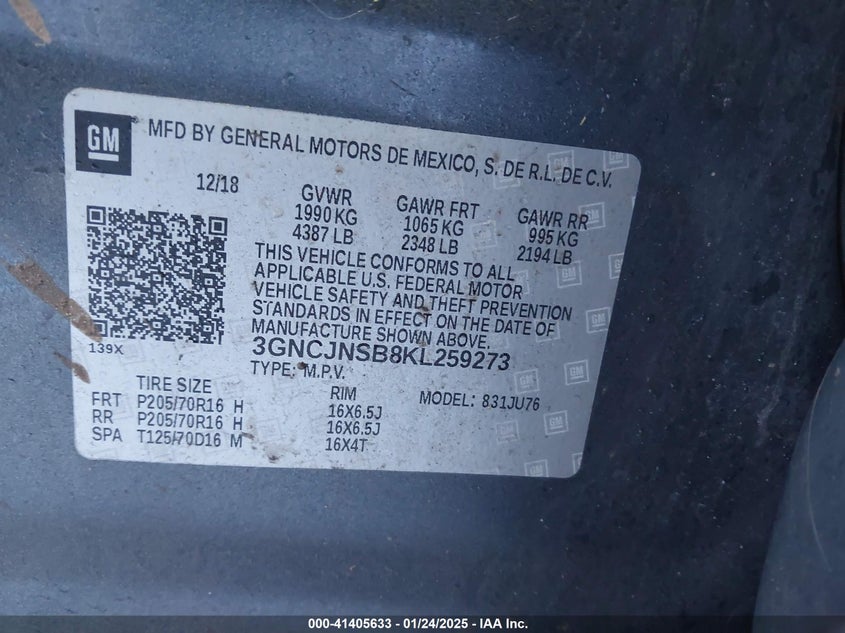 GM MFD BY GENERAL MOTORS DE MEXICO, S. DE R.L. DE C.V.
12/18 GVWR GAWR FRT GAWR RR
1990 KG 1065 KG 995 KG
4387 LB 2348 LB 2194 LB
THIS VEHICLE CONFORMS TO ALL
APPLICABLE U.S. FEDERAL MOTOR
VEHICLE SAFETY AND THEFT PREVENTION
STANDARDS IN EFFECT ON THE DATE OF
MANUFACTURE SHOWN ABOVE.
139X 3GNCJNSB8KL259273
TYPE: M.P.V.
TIRE SIZE RIM MODEL: 831JU76
FRT P205/70R16 H 16X6.5J
RR P205/70R16 H 16X6.5J
SPA T125/70D16 M 16X4T
000-41405633 - 01/24/2025 - IAA Inc.